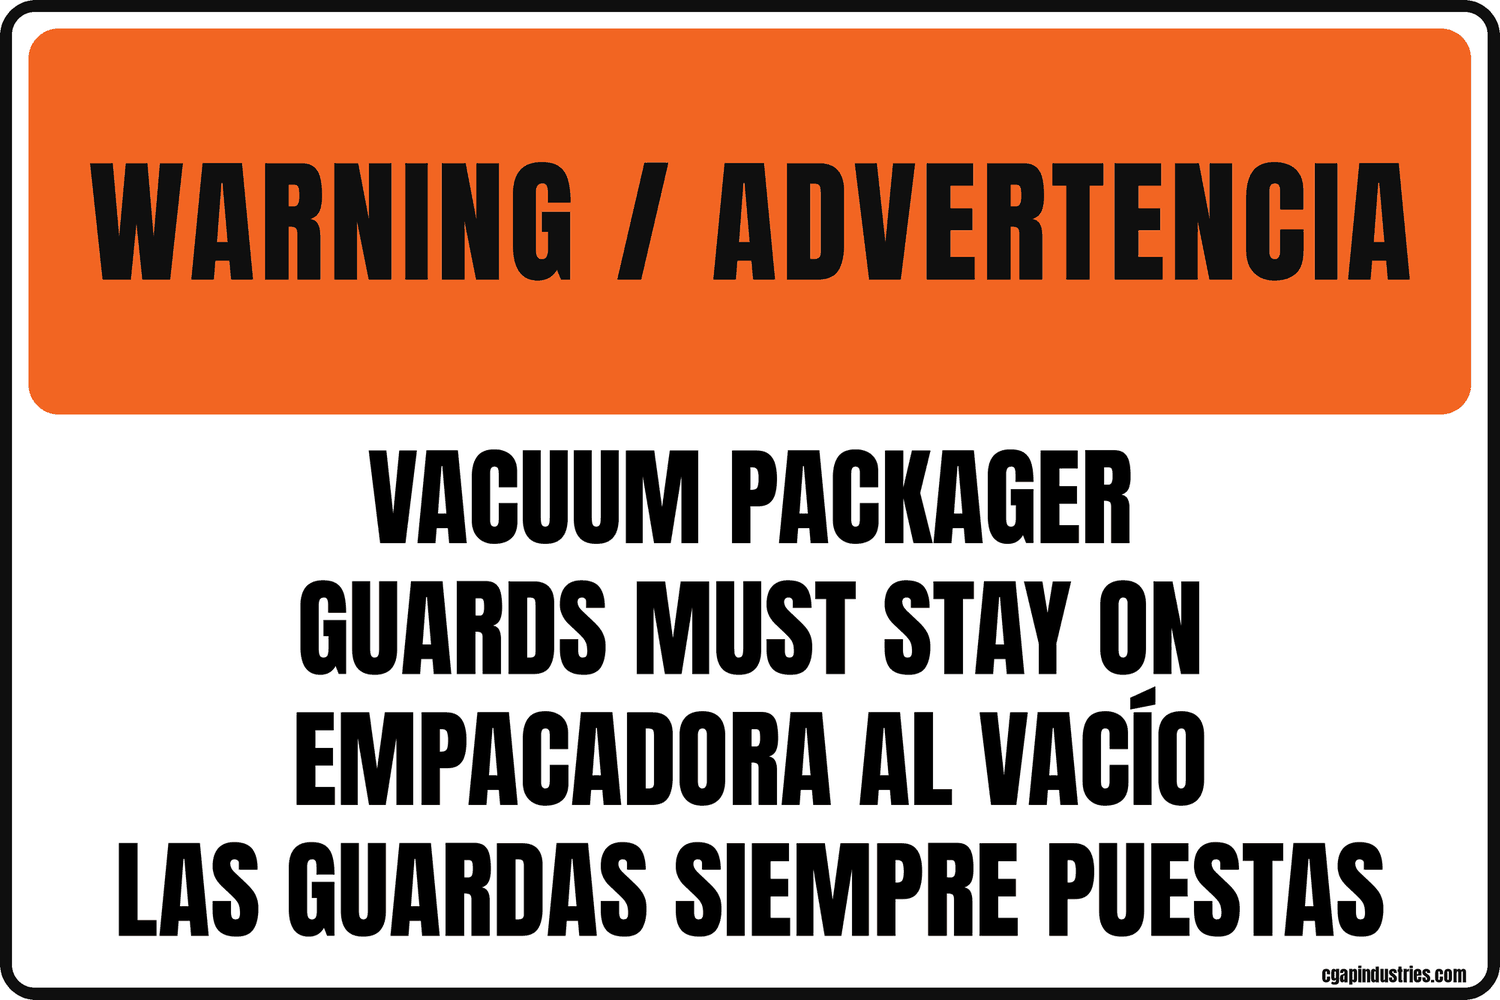 WARNING / ADVERTENCIA
VACUUM PACKAGER
GUARDS MUST STAY ON
EMPACADORA AL VACÍO
LAS GUARDAS SIEMPRE PUESTAS
cgapindustries.com